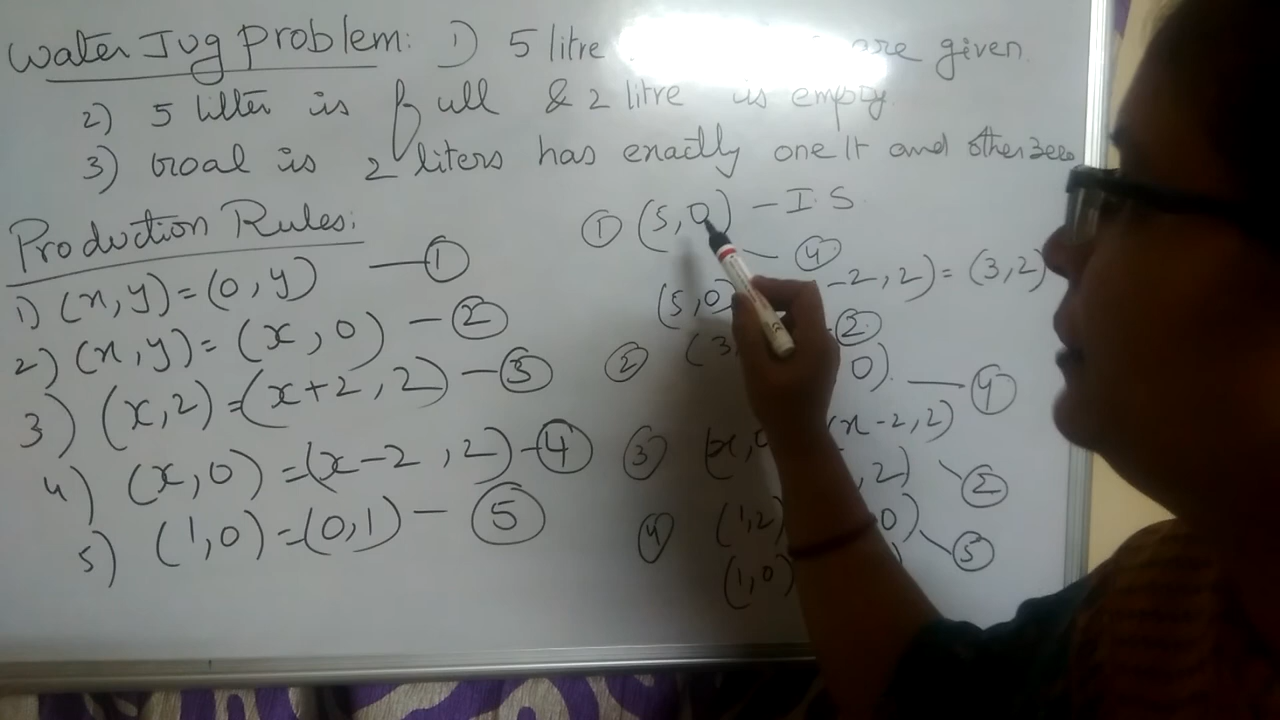 Water Jug problem: 1) 5 litre are given.
2) 5 litter is full & 2 litre is empty.
3) Goal is 2 liters has exactly one lt and other zero
Production Rules:
1) (x, y) = (0, y) — ①
2) (x, y) = (x, 0) — ②
3) (x, 2) = (x+2, 2) — ③
4) (x, 0) = (x-2, 2) — ④
5) (1, 0) = (0, 1) — ⑤
① (5, 0) — I.S
— ④
(5, 0) -2, 2) = (3, 2)
② (3, — ②
0). — ④
③ (x, 0 (x-2, 2)
, 2) ②
④ (1, 2) 0) ⑤
(1, 0)